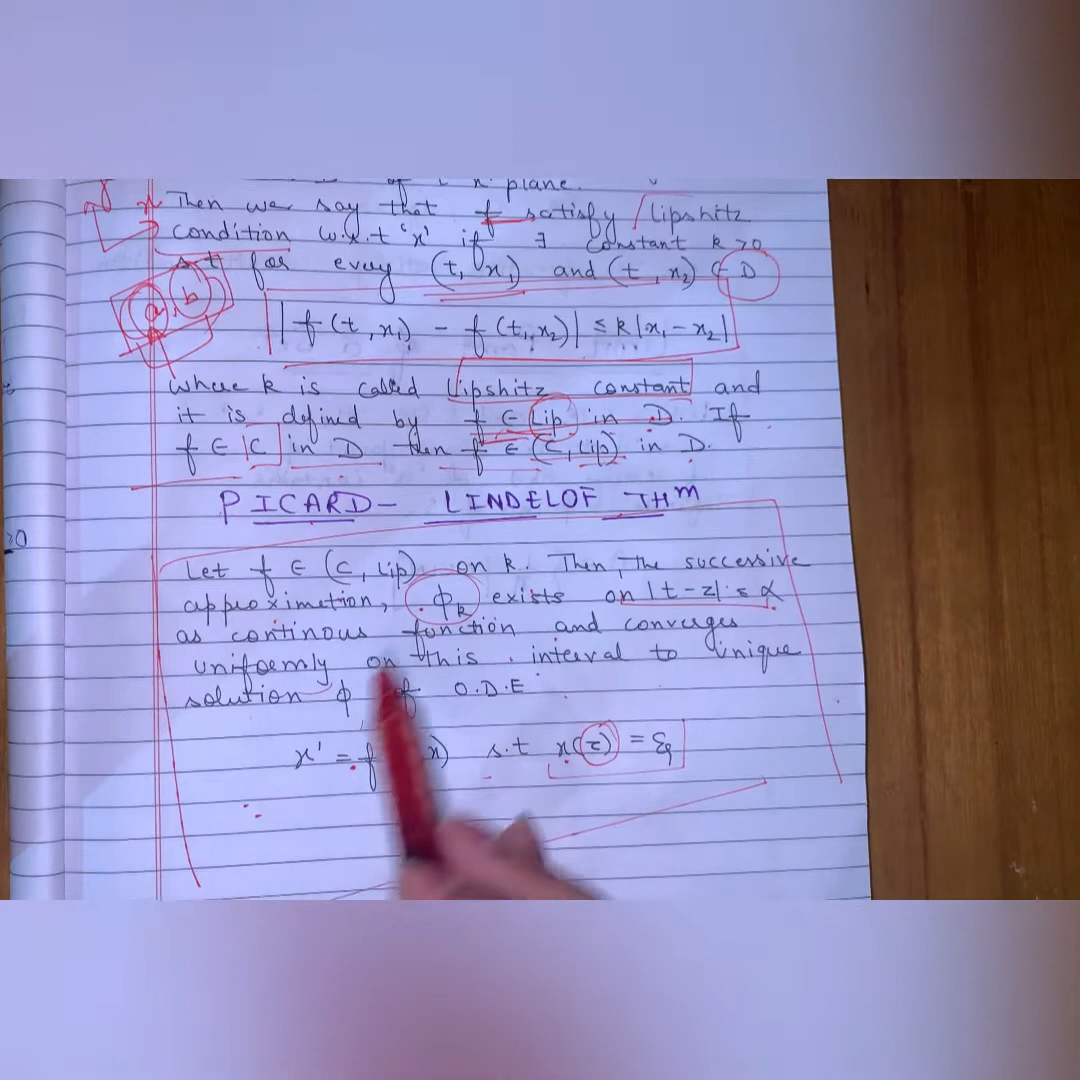 x plane.
Then we say that f satisfy Lipshitz
condition w.r.t 'x' if ∃ constant k >0
s.t for every (t, x₁) and (t, x₂) ∈ D
a, b
|f(t, x₁) - f(t, x₂)| ≤ k|x₁ - x₂|
where k is called Lipshitz constant and
it is defined by f ∈ Lip in D. If
f ∈ C in D then f ∈ (C, Lip) in D.
PICARD- LINDELOF THM
Let f ∈ (C, Lip) on k. Then, The successive
approximetion, ϕₖ exists on |t-τ| ≤ α
as continous function and converges
uniformly on this interval to Unique
solution ϕ of O.D.E
x' = f x) s.t x(τ) = ξ